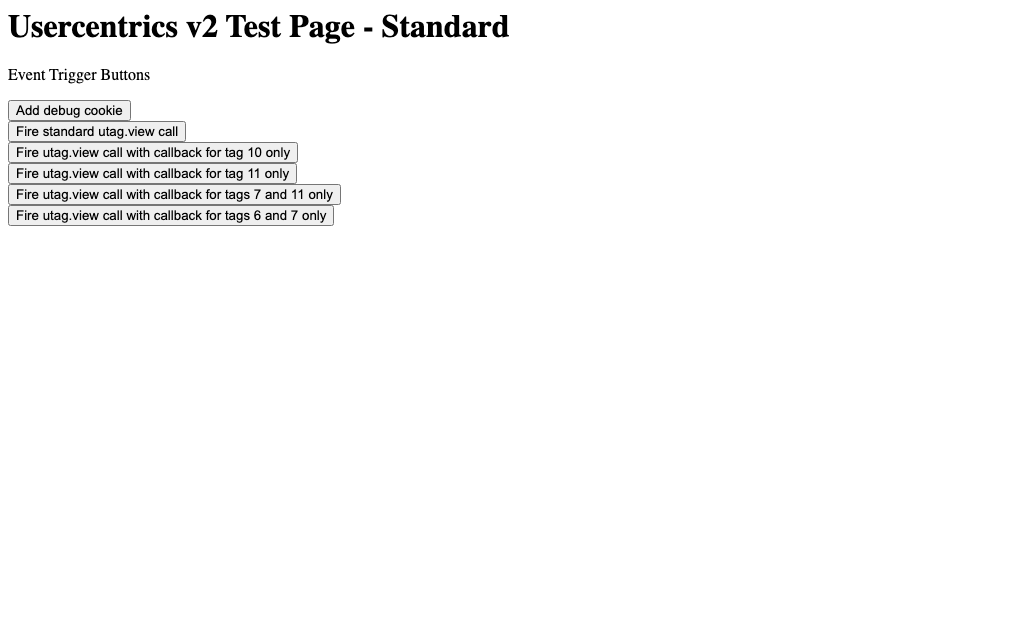 Usercentrics v2 Test Page - Standard
Event Trigger Buttons
Add debug cookie
Fire standard utag.view call
Fire utag.view call with callback for tag 10 only
Fire utag.view call with callback for tag 11 only
Fire utag.view call with callback for tags 7 and 11 only
Fire utag.view call with callback for tags 6 and 7 only